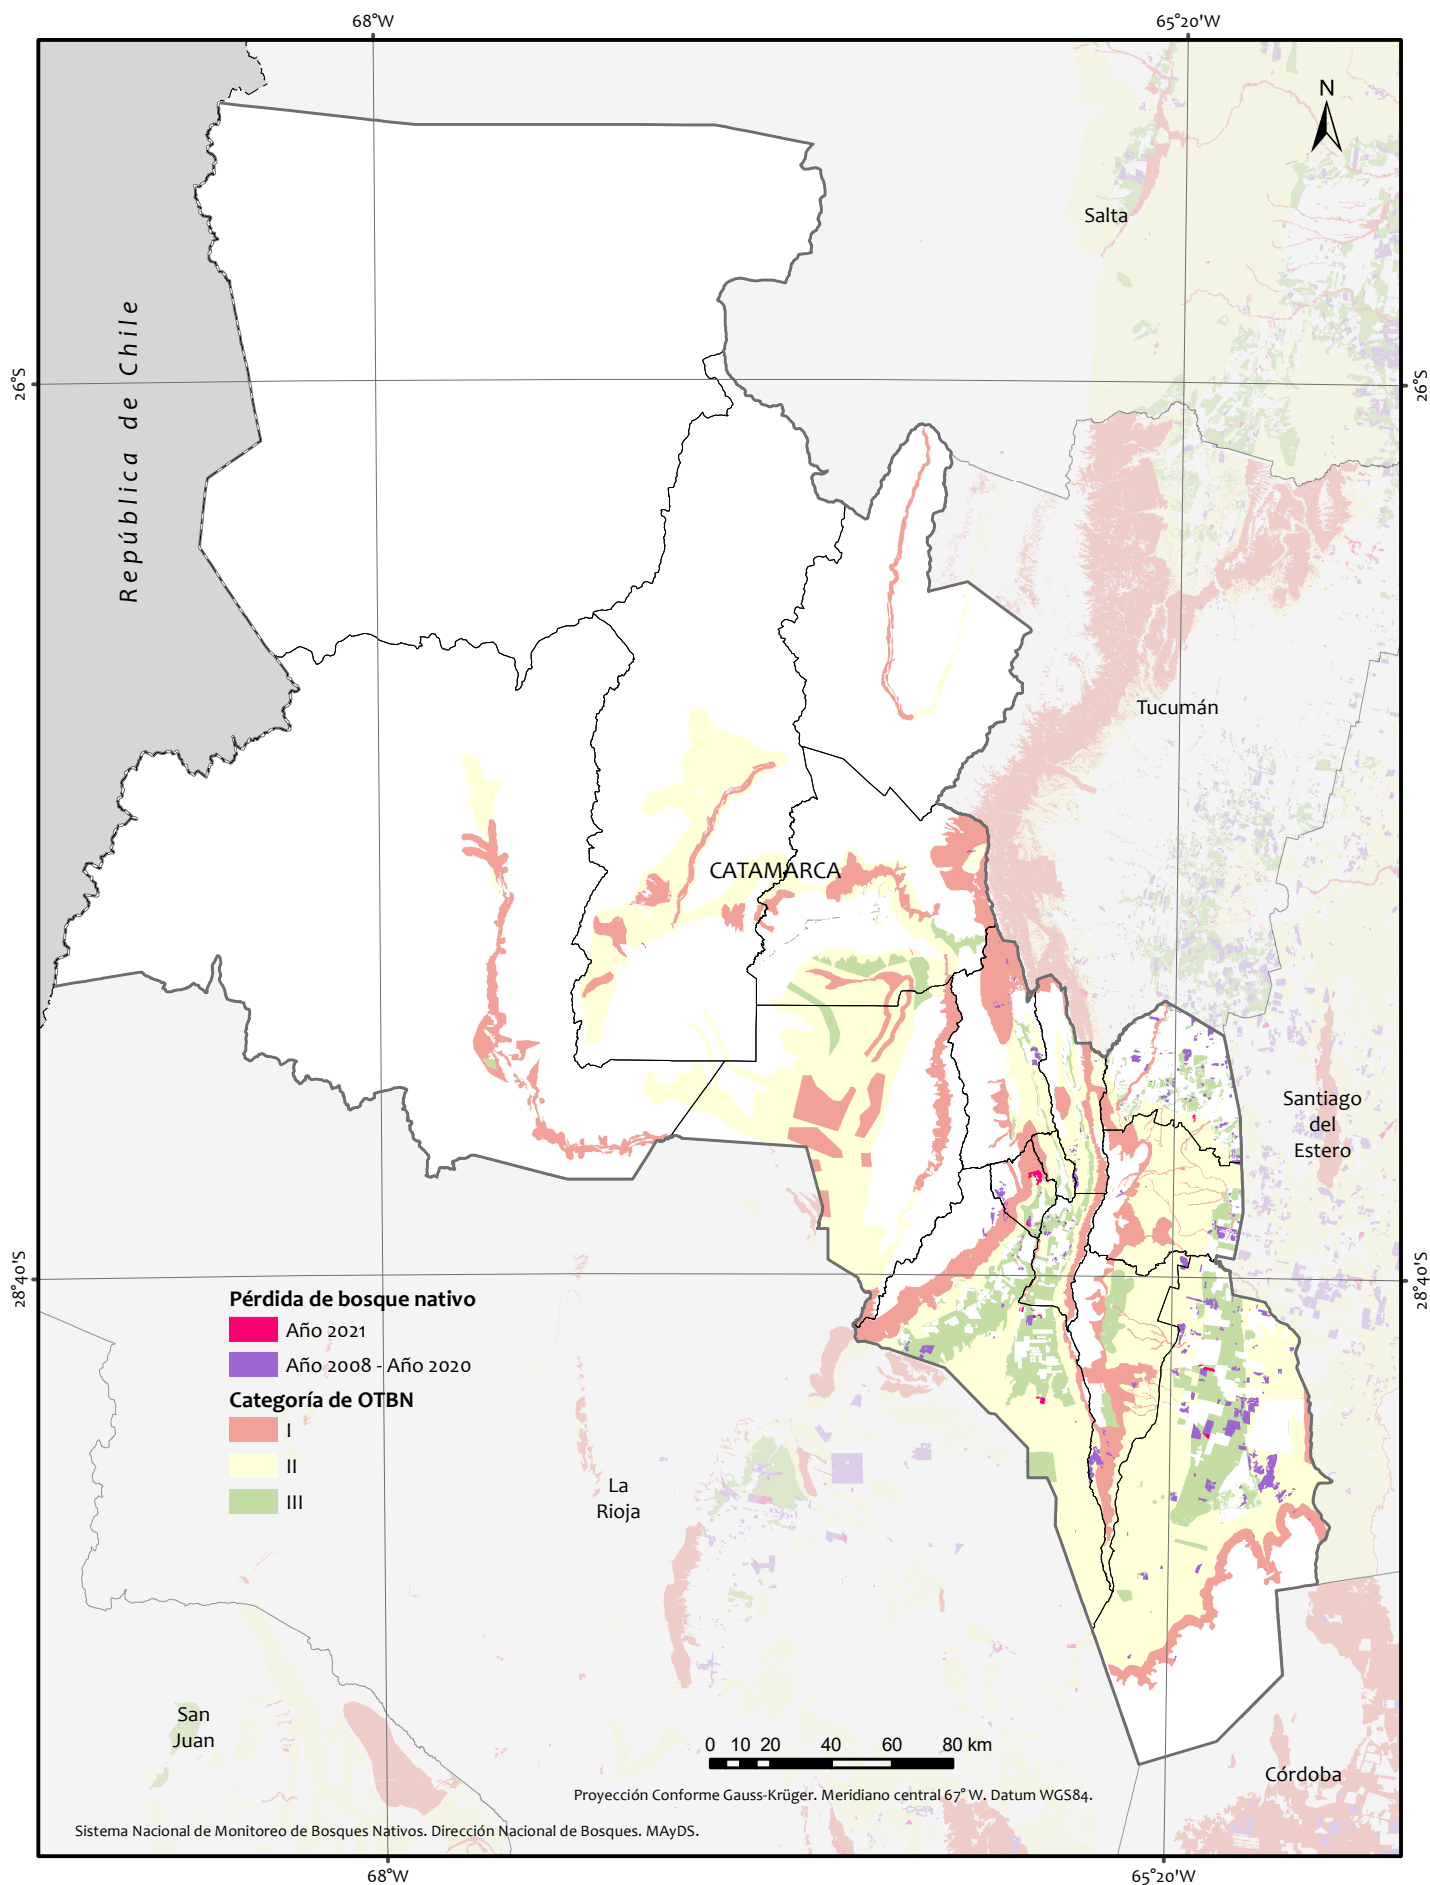 68°W
65°20'W
N
Salta
República de Chile
26°S
26°S
Tucumán
CATAMARCA
Santiago
del
Estero
28°40'S
28°40'S
Pérdida de bosque nativo
Año 2021
Año 2008 - Año 2020
Categoría de OTBN
I
II
III
La
Rioja
San
Juan
0 10 20 40 60 80 km
Córdoba
Proyección Conforme Gauss-Krüger. Meridiano central 67° W. Datum WGS84.
Sistema Nacional de Monitoreo de Bosques Nativos. Dirección Nacional de Bosques. MAyDS.
68°W
65°20'W